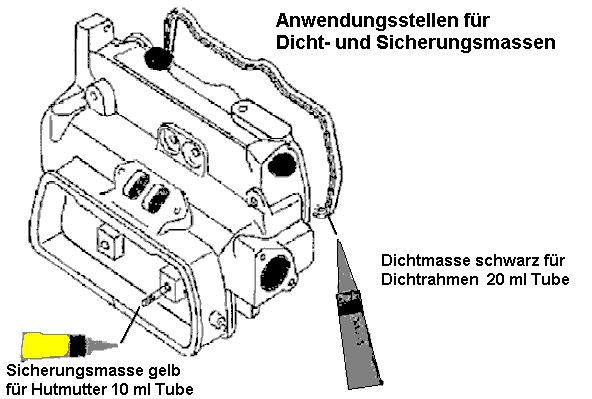 Anwendungsstellen für
Dicht- und Sicherungsmassen
Dichtmasse schwarz für
Dichtrahmen 20 ml Tube
Sicherungsmasse gelb
für Hutmutter 10 ml Tube